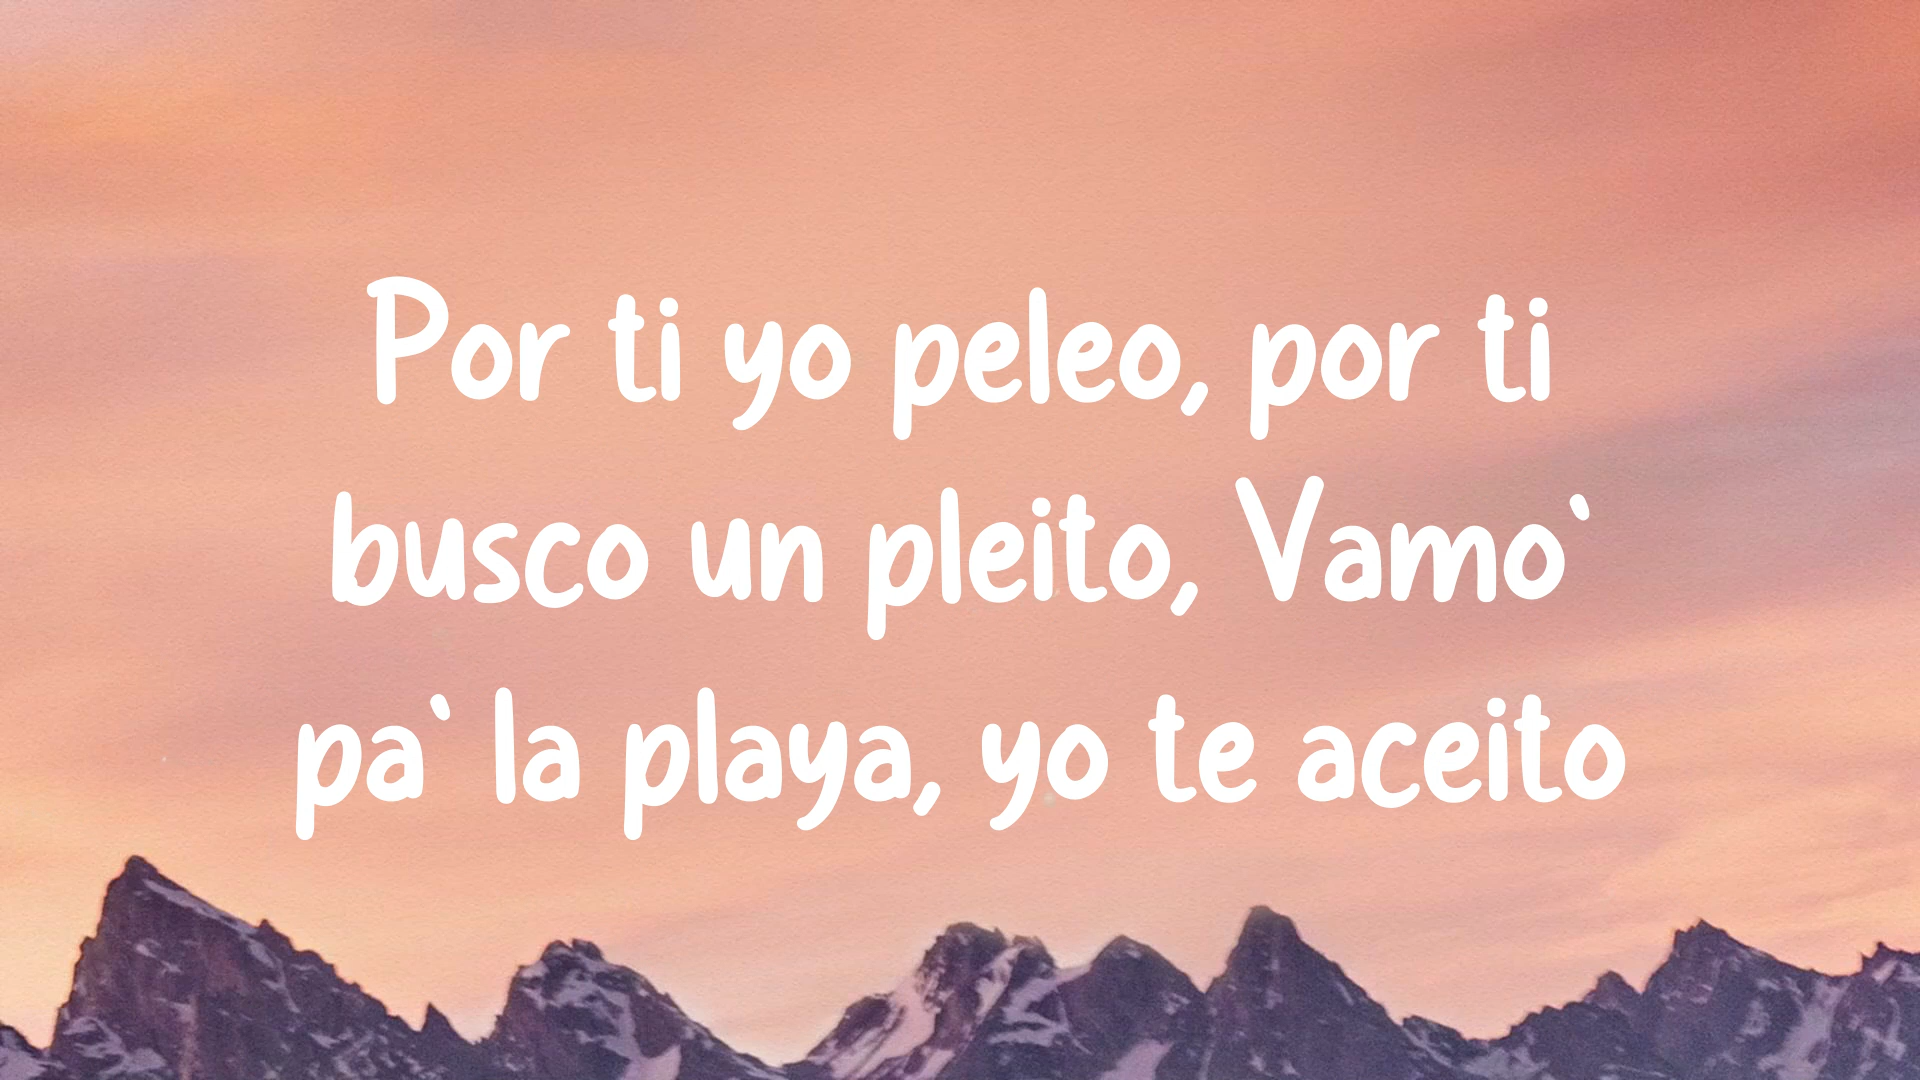 Por ti yo peleo, por ti
busco un pleito, Vamo`
pa` la playa, yo te aceito